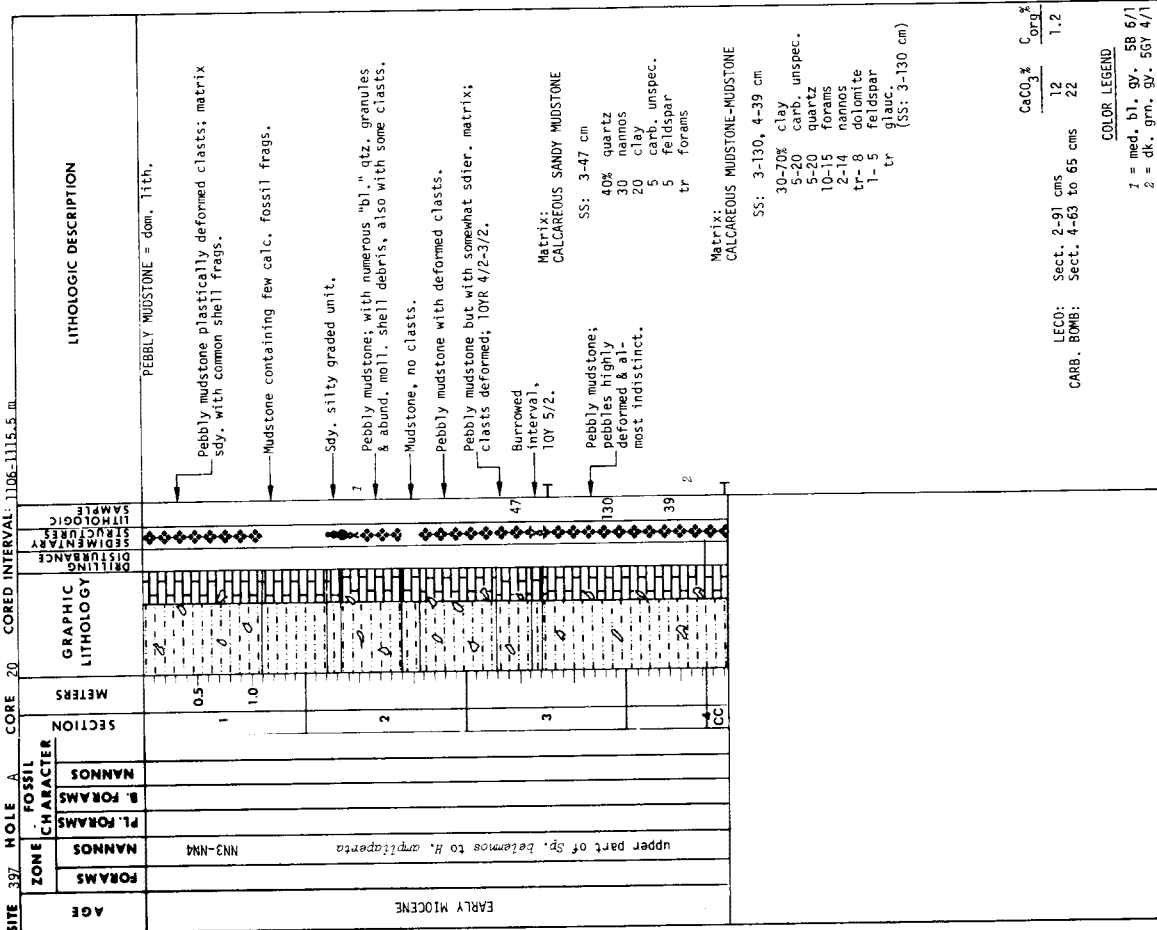 SITE 397 HOLE A CORE 20 CORED INTERVAL: 1106-1115.5 m
AGE
ZONE
FORAMS
NANNOS
FOSSIL CHARACTER
PL. FORAMS
B. FORAMS
NANNOS
SECTION
METERS
GRAPHIC LITHOLOGY
DRILLING DISTURBANCE
SEDIMENTARY STRUCTURES
LITHOLOGIC SAMPLE
LITHOLOGIC DESCRIPTION
EARLY MIOCENE
NN3-NN4
upper part of Sp. belemnos to H. ampliaperta
1
2
3
4
CC
0.5
1.0
47
130
39
1
2
PEBBLY MUDSTONE = dom. lith.
Pebbly mudstone plastically deformed clasts; matrix
sdy. with common shell frags.
Mudstone containing few calc. fossil frags.
Sdy. silty graded unit.
Pebbly mudstone; with numerous "bl." qtz. granules
& abund. moll. shell debris, also with some clasts.
Mudstone, no clasts.
Pebbly mudstone with deformed clasts.
Pebbly mudstone but with somewhat sdier. matrix;
clasts deformed; 10YR 4/2-3/2.
Burrowed
interval,
10Y 5/2.
Pebbly mudstone;
pebbles highly
deformed & al-
most indistinct.
Matrix:
CALCAREOUS SANDY MUDSTONE
SS: 3-47 cm
40% quartz
30 nannos
20 clay
5 carb. unspec.
5 feldspar
tr forams
Matrix:
CALCAREOUS MUDSTONE-MUDSTONE
SS: 3-130, 4-39 cm
30-70% clay
5-20 carb. unspec.
5-20 quartz
10-15 forams
2-14 nannos
tr- 8 dolomite
1- 5 feldspar
tr glauc.
(SS: 3-130 cm)
CaCO3% Corg%
LECO: Sect. 2-91 cms 12 1.2
CARB. BOMB: Sect. 4-63 to 65 cms 22
COLOR LEGEND
1 = med. bl. gy. 5B 6/1
2 = dk. grn. gy. 5GY 4/1